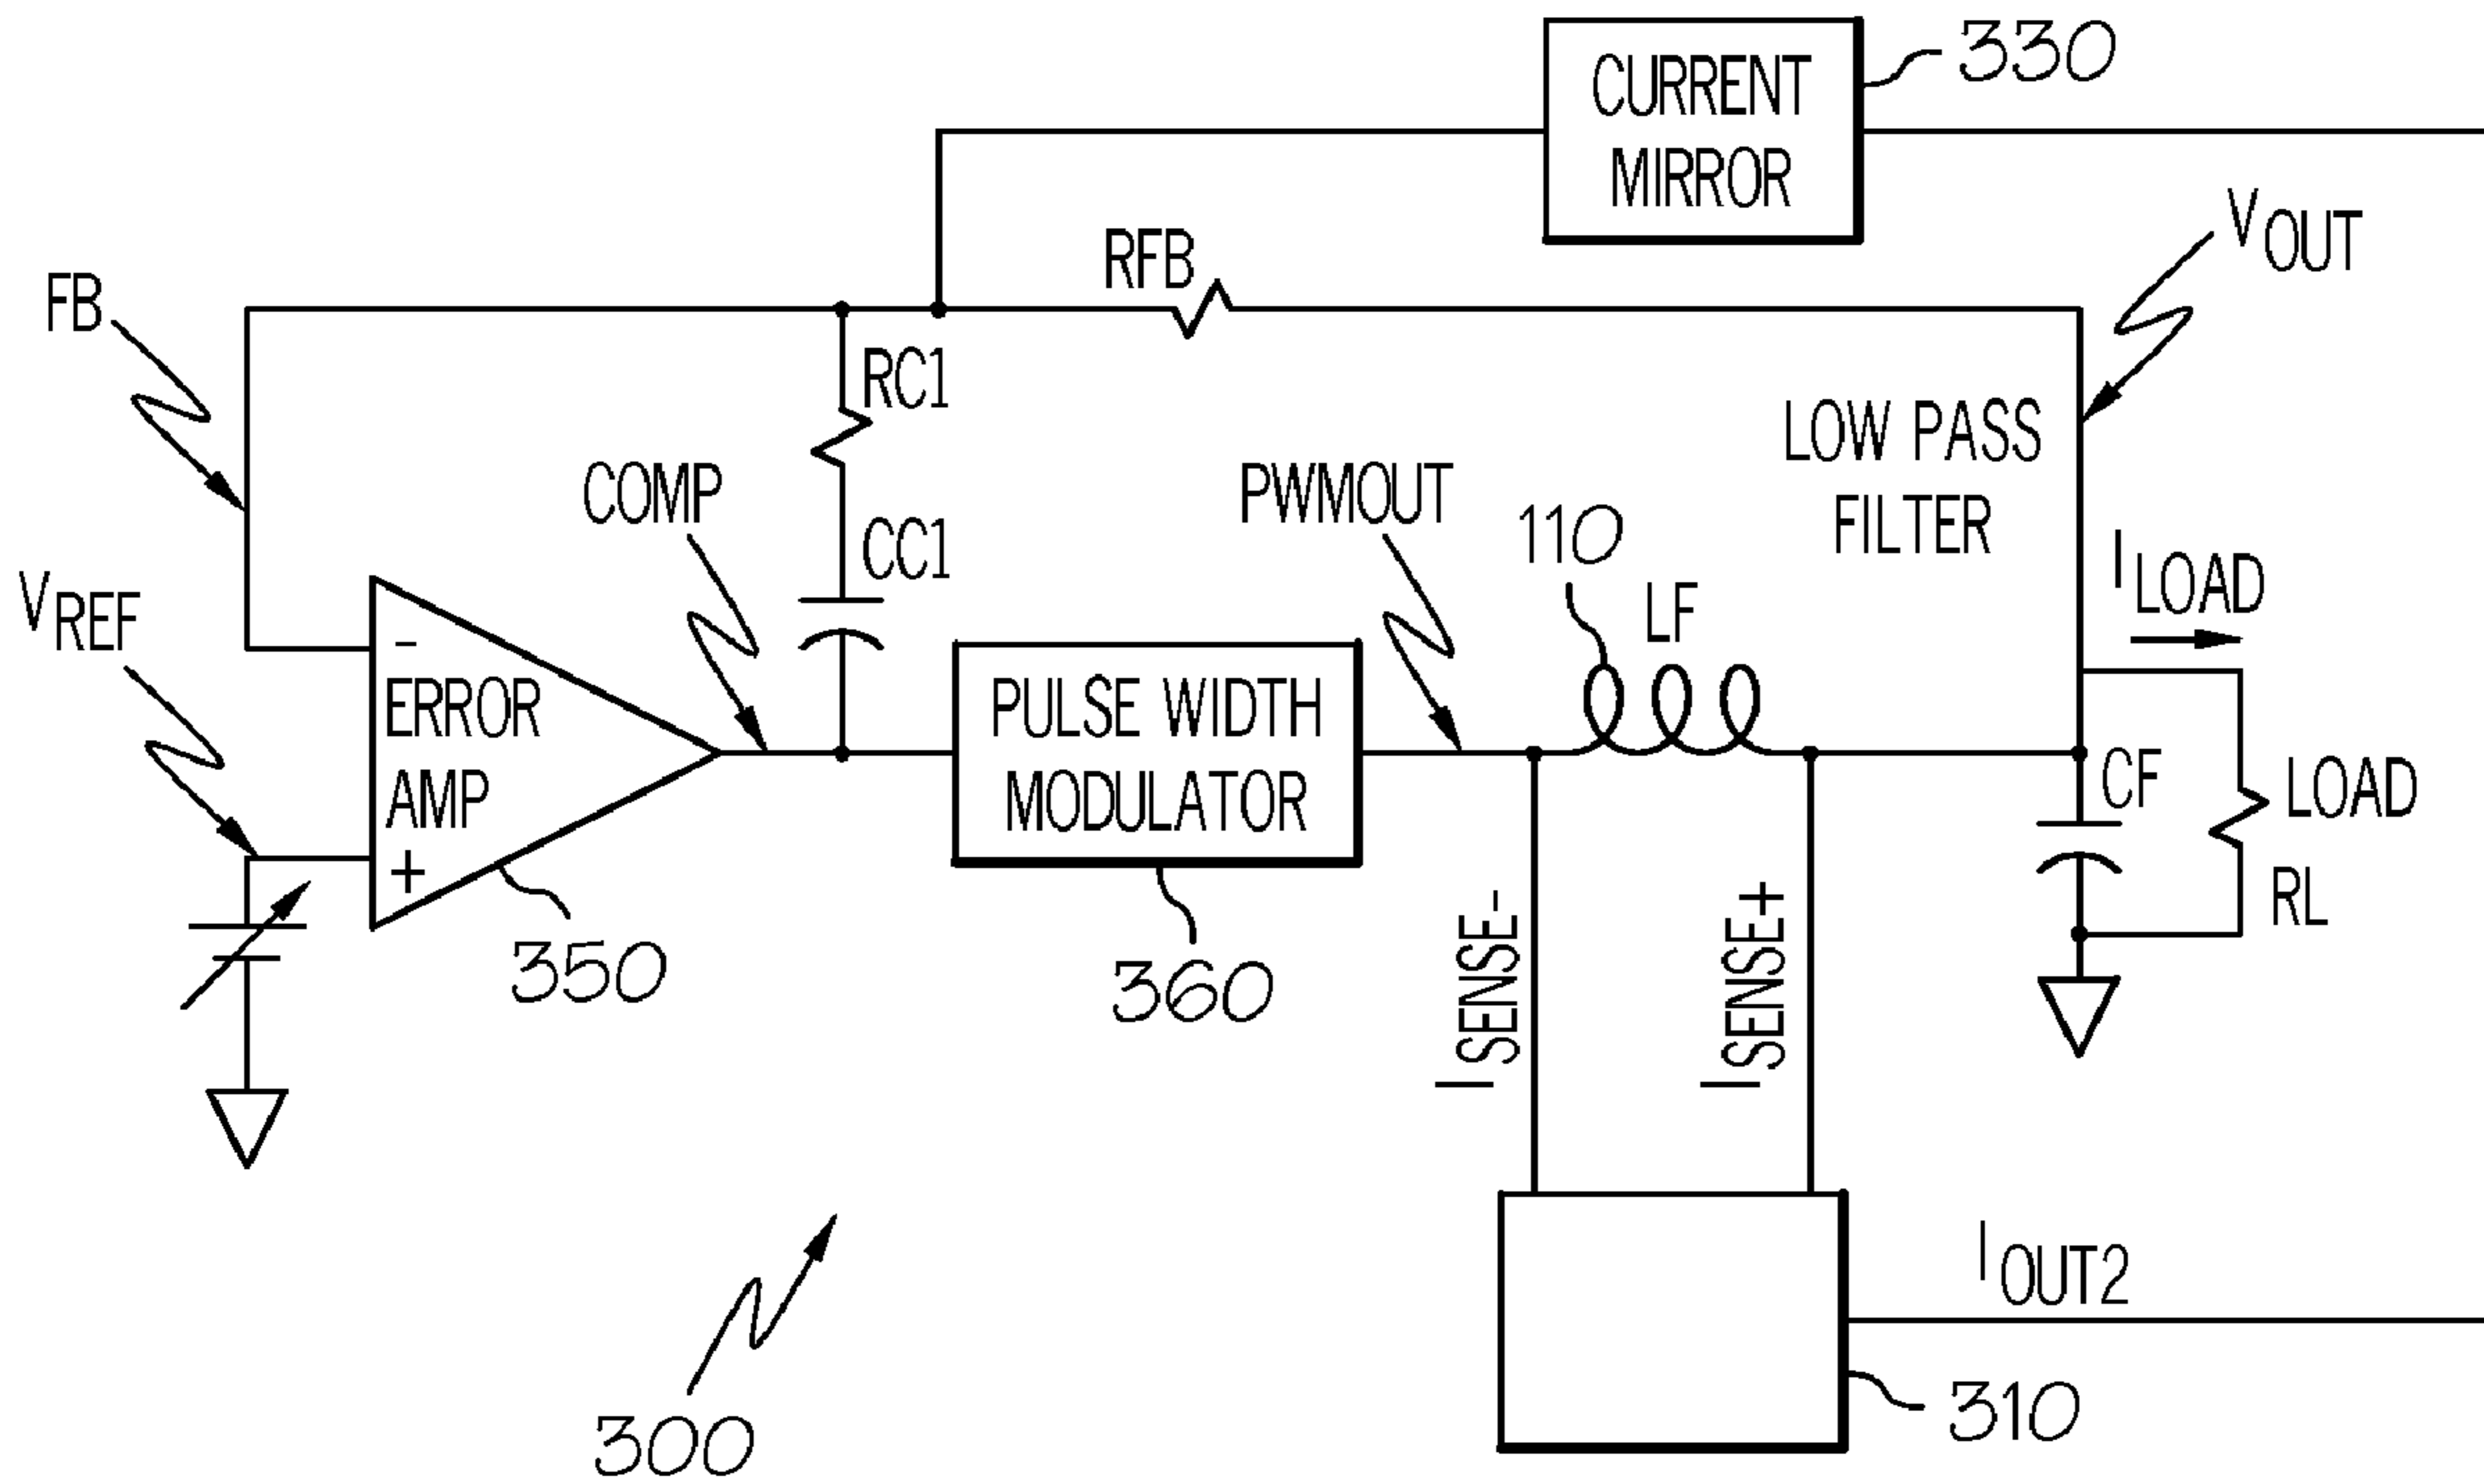 330
CURRENT
MIRROR
VOUT
RFB
FB
RC1
LOW PASS
FILTER
COMP
PWMOUT
110
CC1
ILOAD
VREF
LF
-
ERROR
AMP
+
PULSE WIDTH
MODULATOR
CF
LOAD
RL
350
360
ISENSE-
ISENSE+
IOUT2
310
300